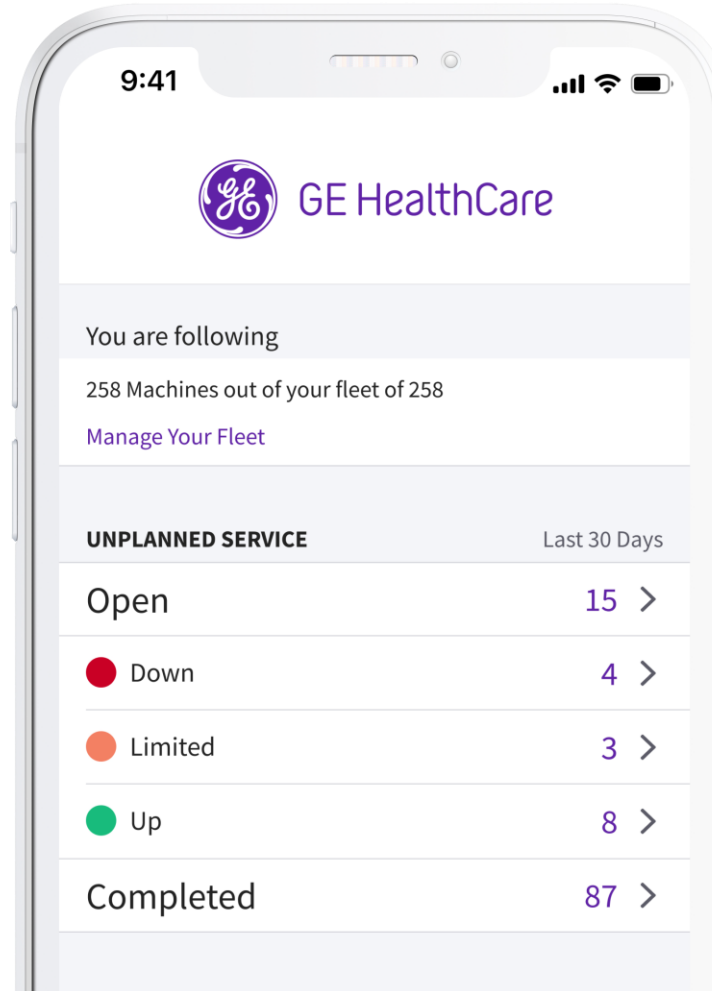 9:41
GE HealthCare
You are following
258 Machines out of your fleet of 258
Manage Your Fleet
UNPLANNED SERVICE Last 30 Days
Open 15
Down 4
Limited 3
Up 8
Completed 87